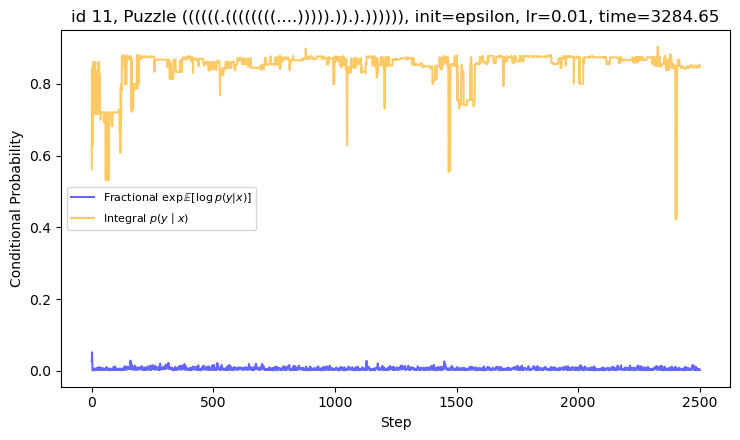 id 11, Puzzle ((((((.((((((((....))))).)).).)))))), init=epsilon, lr=0.01, time=3284.65
Conditional Probability
0.8
0.6
0.4
0.2
0.0
Fractional exp𝔼[log p(y|x)]
Integral p(y | x)
0
500
1000
1500
2000
2500
Step